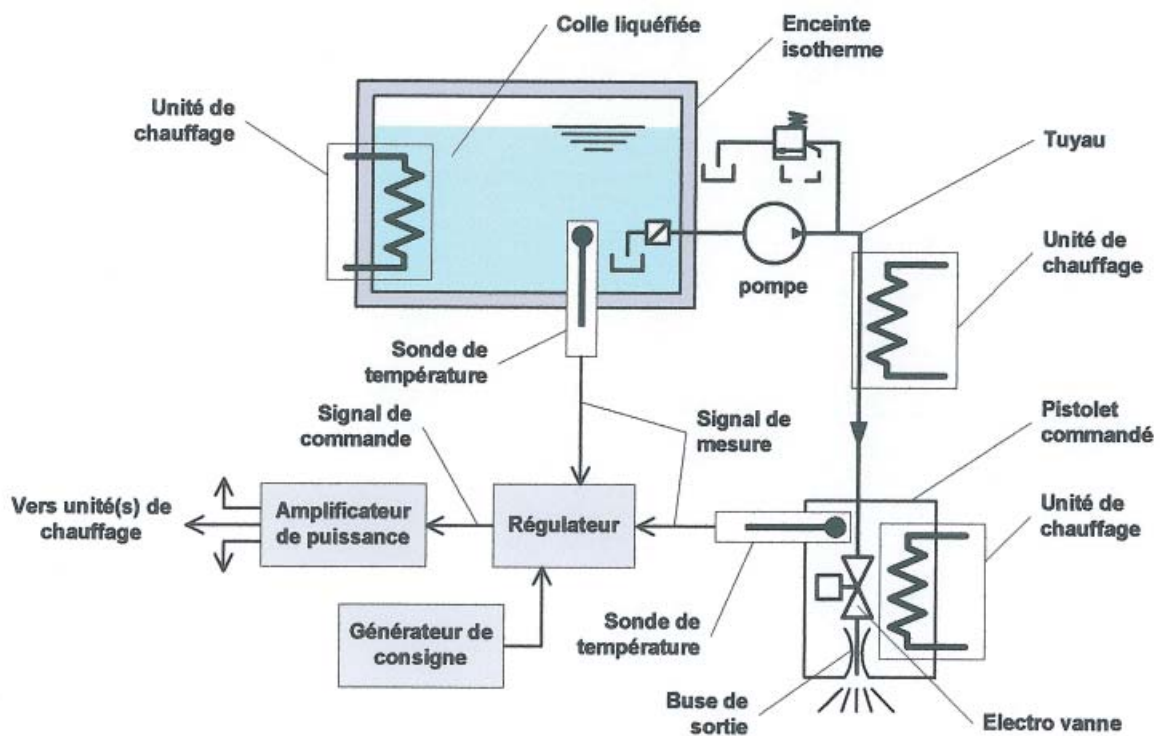 Colle liquéfiée
Enceinte
isotherme
Unité de
chauffage
Tuyau
Unité de
chauffage
pompe
Sonde de
température
Signal de
commande
Signal de
mesure
Pistolet
commandé
Vers unité(s) de
chauffage
Amplificateur
de puissance
Régulateur
Unité de
chauffage
Générateur de
consigne
Sonde de
température
Buse de
sortie
Electro vanne